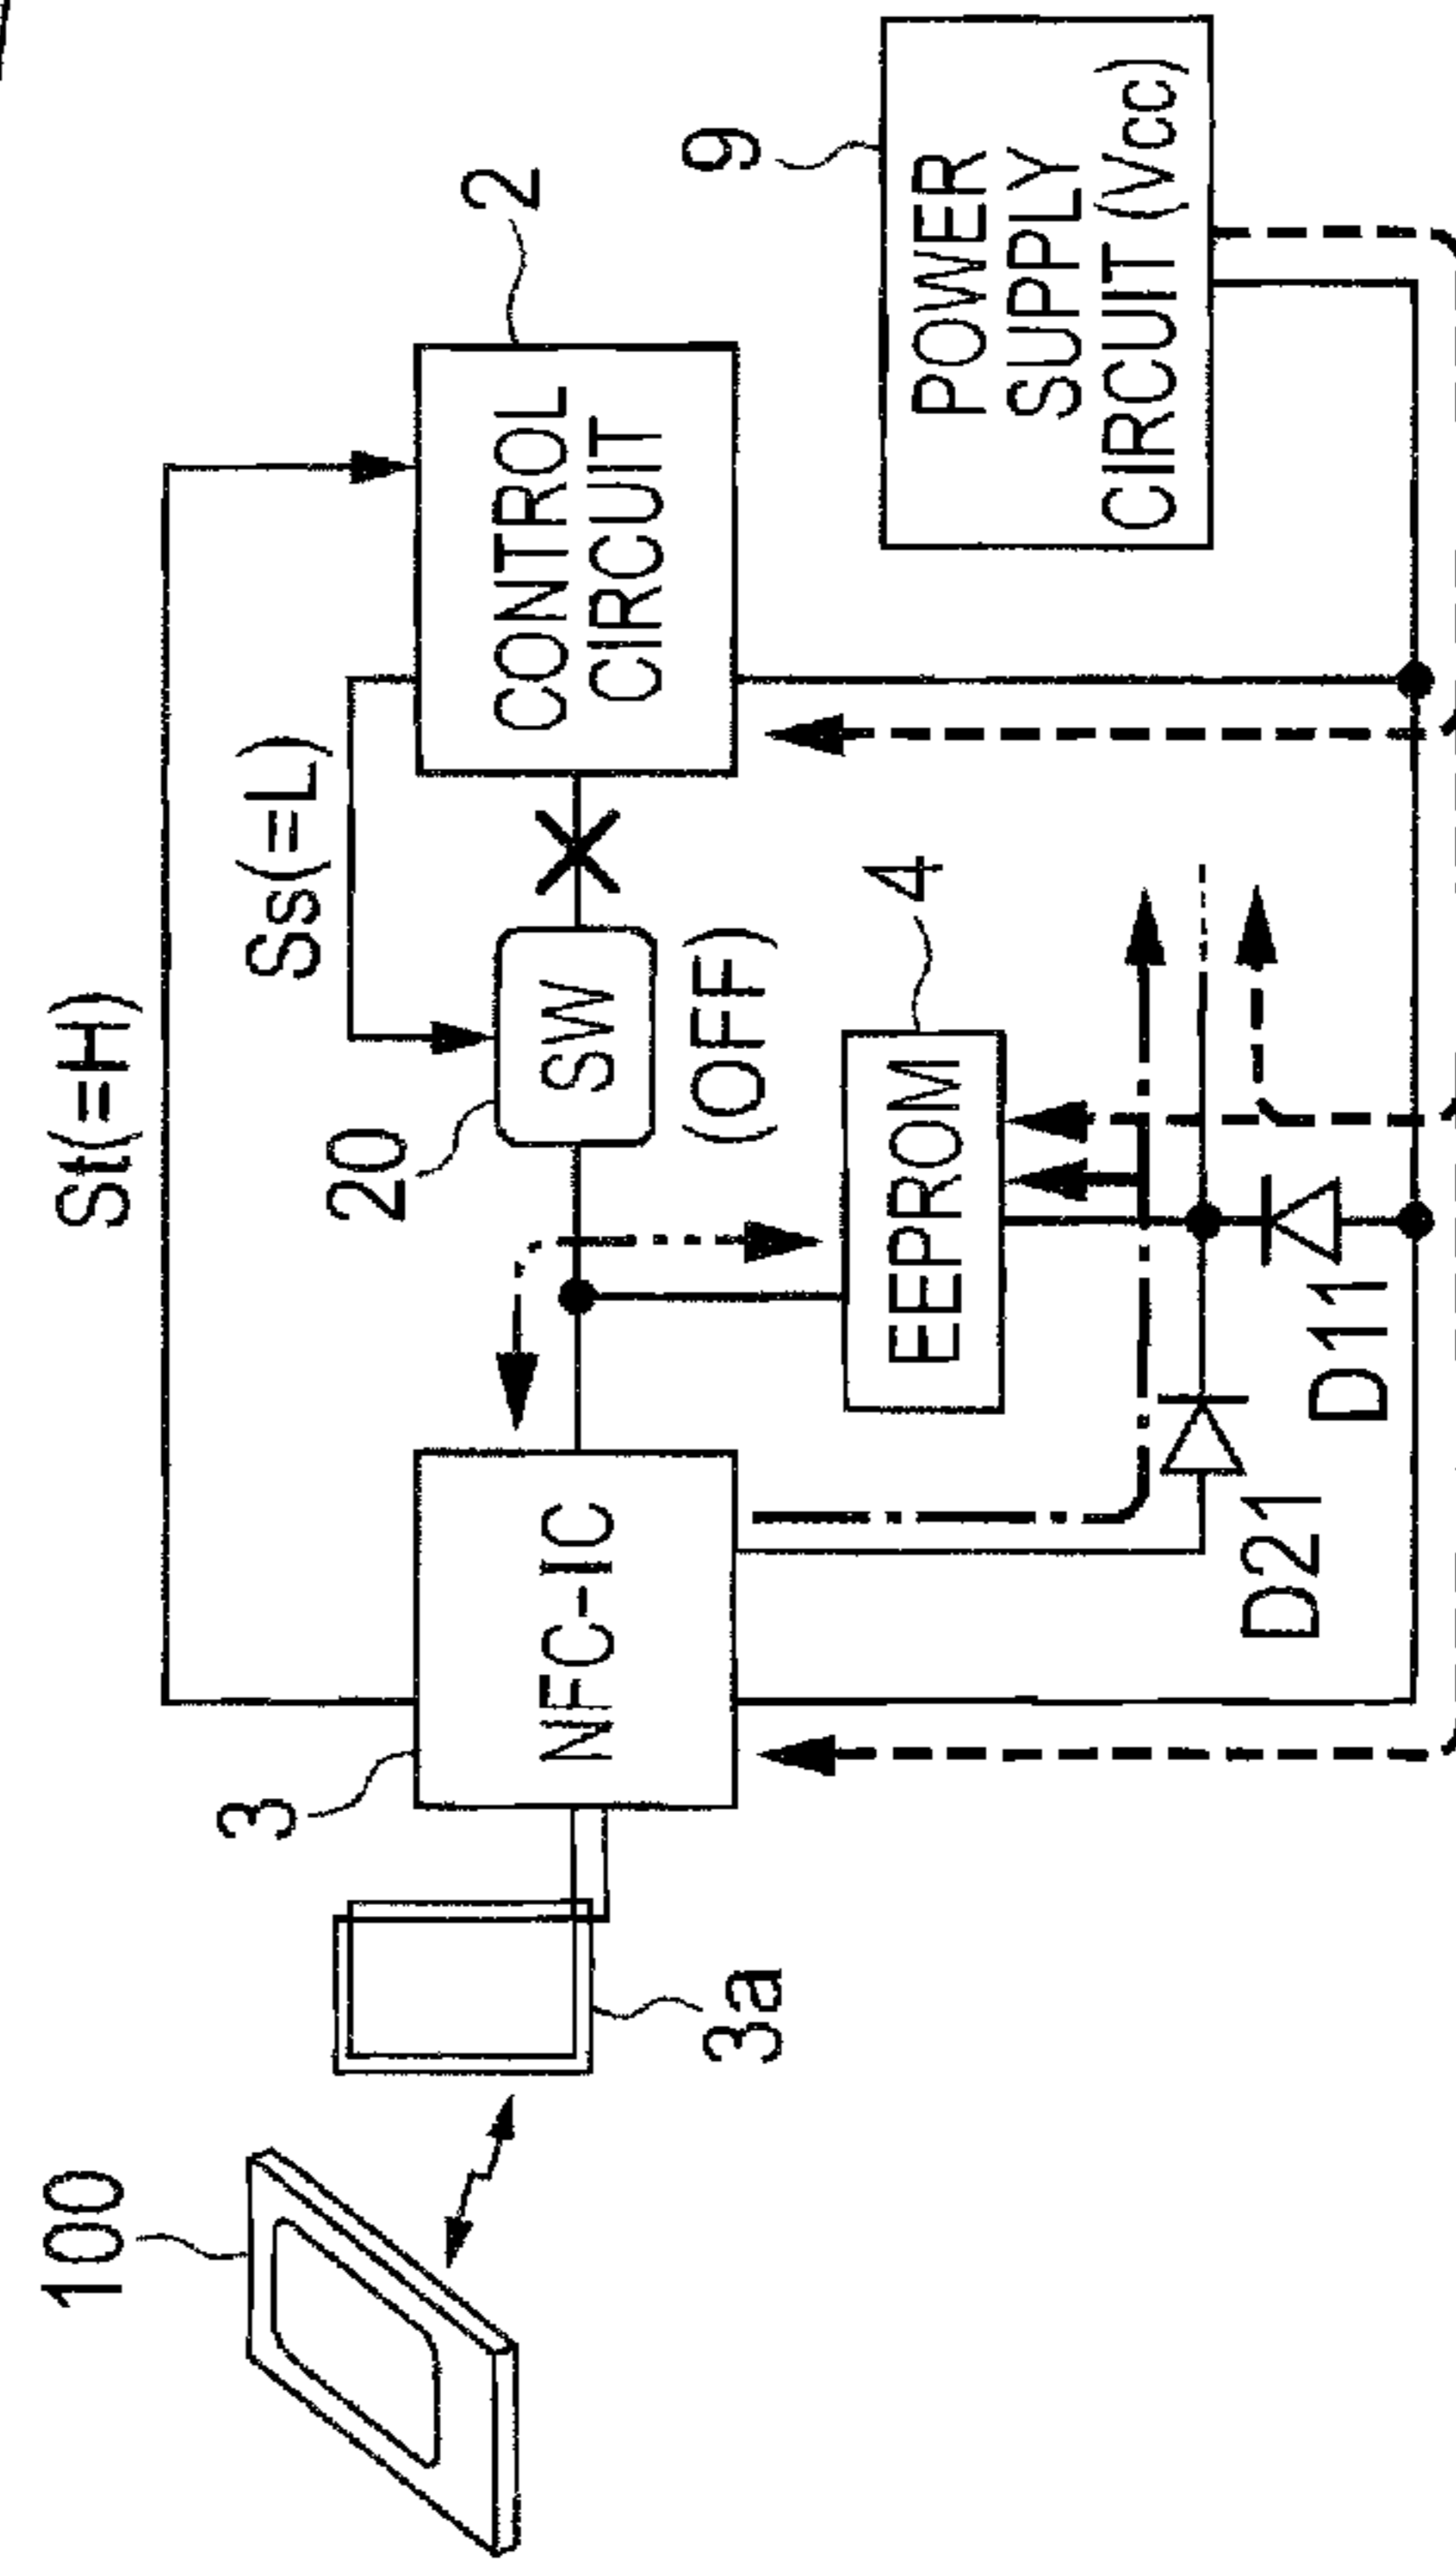 St(=H)
Ss(=L)
100
3
20
2
NFC-IC
SW
CONTROL
CIRCUIT
3a
(OFF)
9
4
EEPROM
POWER
SUPPLY
CIRCUIT (Vcc)
D21
D11